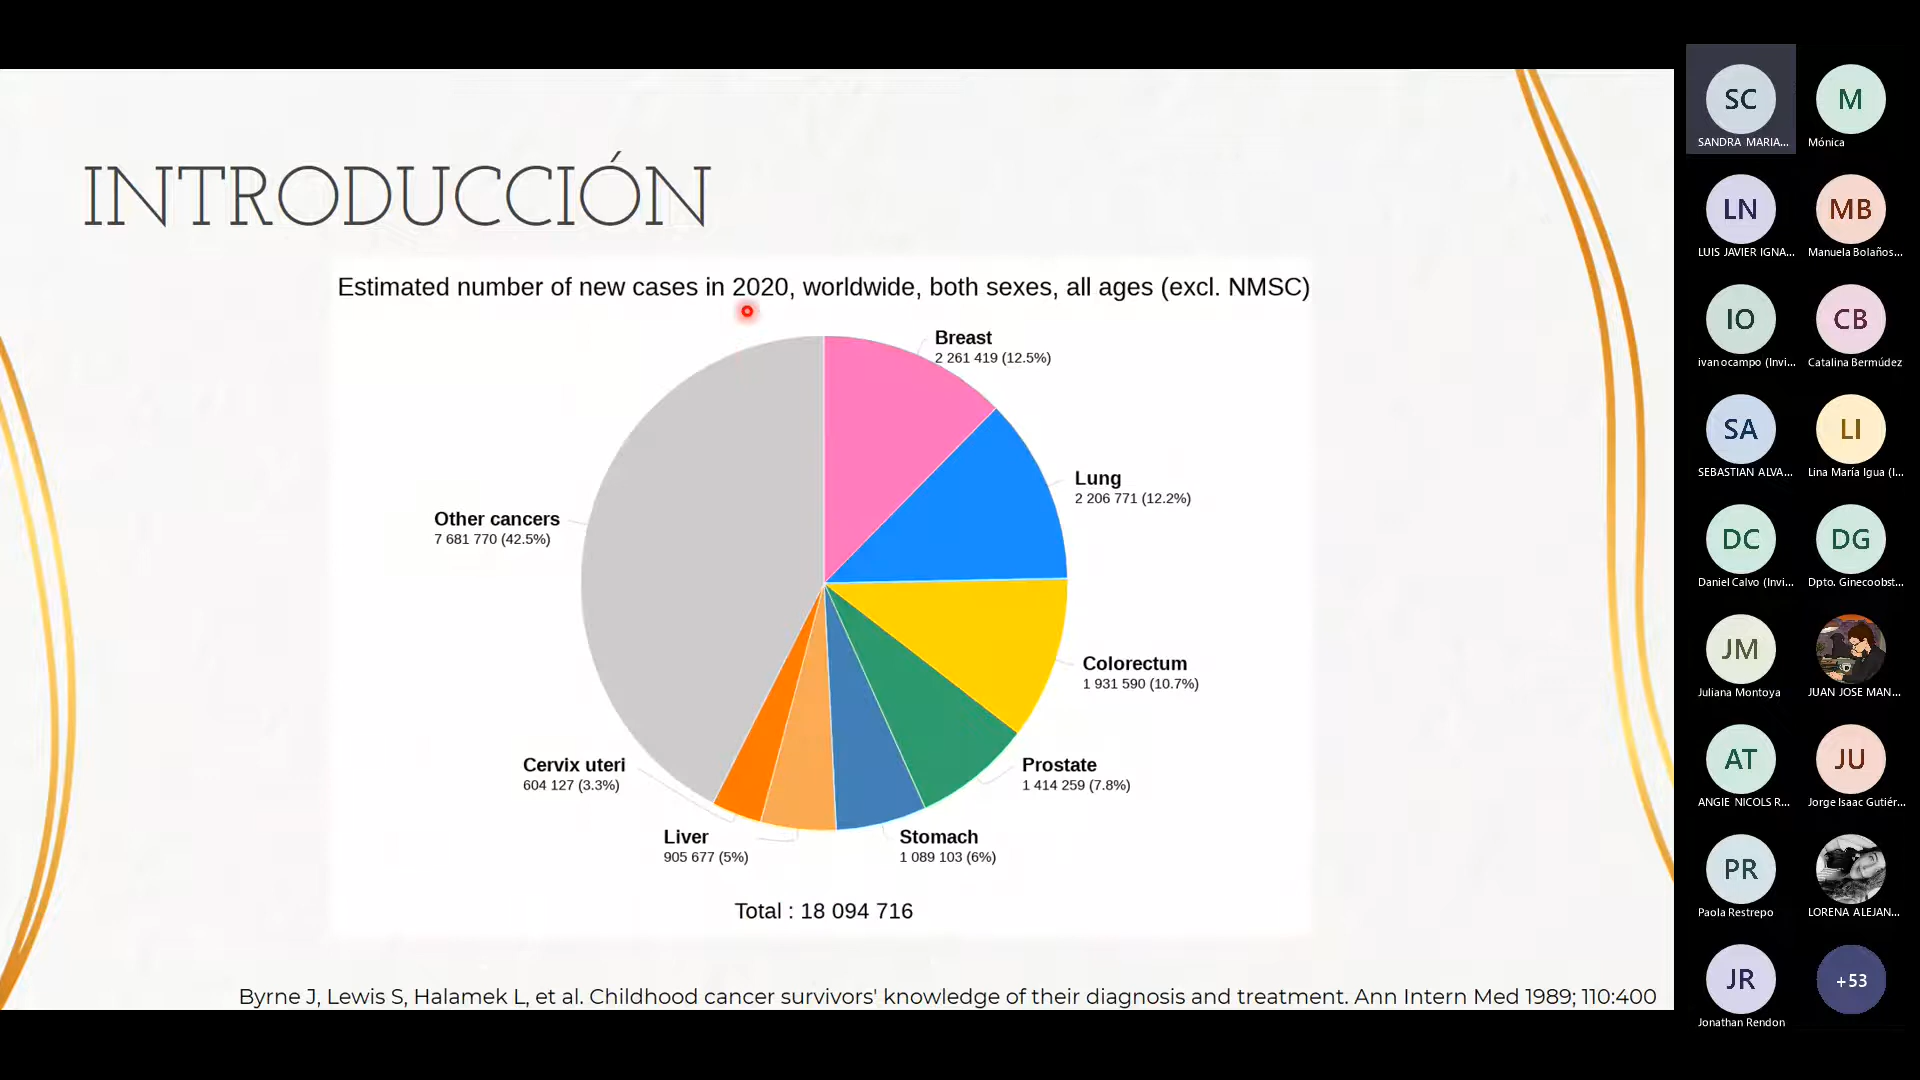 INTRODUCCIÓN
Estimated number of new cases in 2020, worldwide, both sexes, all ages (excl. NMSC)
Breast
2 261 419 (12.5%)
Lung
2 206 771 (12.2%)
Other cancers
7 681 770 (42.5%)
Colorectum
1 931 590 (10.7%)
Cervix uteri
604 127 (3.3%)
Prostate
1 414 259 (7.8%)
Liver
905 677 (5%)
Stomach
1 089 103 (6%)
Total : 18 094 716
Byrne J, Lewis S, Halamek L, et al. Childhood cancer survivors' knowledge of their diagnosis and treatment. Ann Intern Med 1989; 110:400
SC
SANDRA MARIA...
M
Mónica
LN
LUIS JAVIER IGNA...
MB
Manuela Bolaños...
IO
ivan ocampo (Invi...
CB
Catalina Bermúdez
SA
SEBASTIAN ALVA...
LI
Lina María Igua (I...
DC
Daniel Calvo (Invi...
DG
Dpto. Ginecoobst...
JM
Juliana Montoya
JUAN JOSE MAN...
AT
ANGIE NICOLS R...
JU
Jorge Isaac Gutiér...
PR
Paola Restrepo
LORENA ALEJAN...
JR
Jonathan Rendon
+53